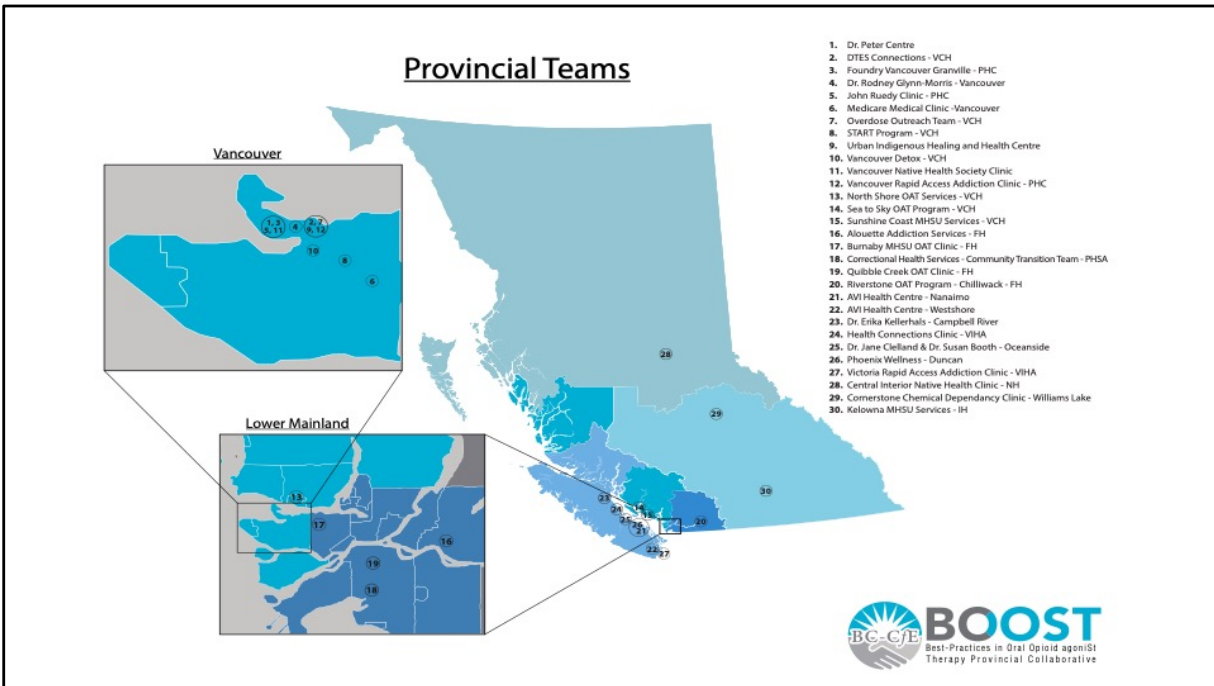 Provincial Teams
1. Dr. Peter Centre
2. DTES Connections - VCH
3. Foundry Vancouver Granville - PHC
4. Dr. Rodney Glynn-Morris - Vancouver
5. John Ruedy Clinic - PHC
6. Medicare Medical Clinic -Vancouver
7. Overdose Outreach Team - VCH
8. START Program - VCH
9. Urban Indigenous Healing and Health Centre
10. Vancouver Detox - VCH
11. Vancouver Native Health Society Clinic
12. Vancouver Rapid Access Addiction Clinic - PHC
13. North Shore OAT Services - VCH
14. Sea to Sky OAT Program - VCH
15. Sunshine Coast MHSU Services - VCH
16. Alouette Addiction Services - FH
17. Burnaby MHSU OAT Clinic - FH
18. Correctional Health Services - Community Transition Team - PHSA
19. Quibble Creek OAT Clinic - FH
20. Riverstone OAT Program - Chilliwack - FH
21. AVI Health Centre - Nanaimo
22. AVI Health Centre - Westshore
23. Dr. Erika Kellerhals - Campbell River
24. Health Connections Clinic - VIHA
25. Dr. Jane Clelland & Dr. Susan Booth - Oceanside
26. Phoenix Wellness - Duncan
27. Victoria Rapid Access Addiction Clinic - VIHA
28. Central Interior Native Health Clinic - NH
29. Cornerstone Chemical Dependancy Clinic - Williams Lake
30. Kelowna MHSU Services - IH
Vancouver
1, 3
5, 11
4
2, 7
9, 12
10
8
6
Lower Mainland
13
17
16
19
18
28
29
30
23
24
14
15
25
26
21
20
22
27
BC-CfE
BOOST
Best-Practices in Oral Opioid agoniSt
Therapy Provincial Collaborative